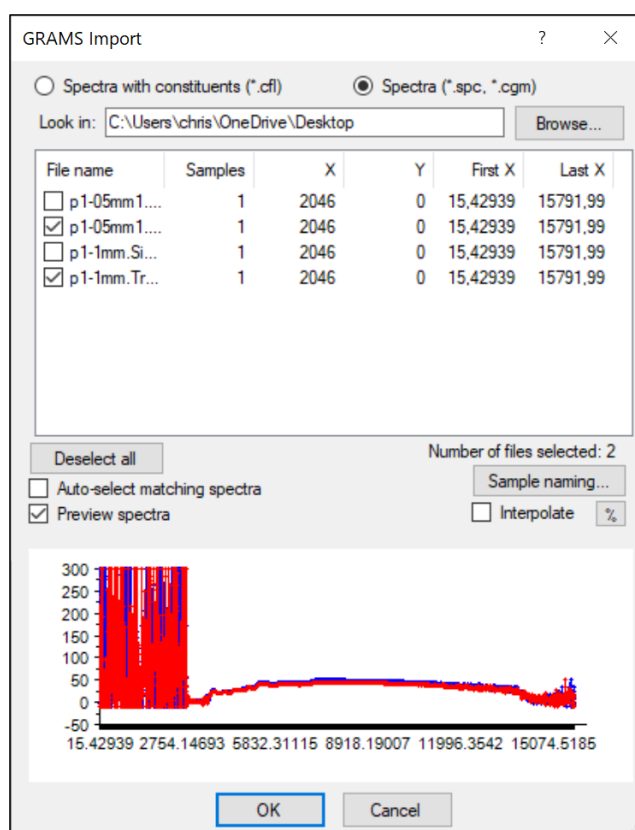 GRAMS Import ?
Spectra with constituents (*.cfl) Spectra (*.spc, *.cgm)
Look in: C:\Users\chris\OneDrive\Desktop Browse...
File name Samples X Y First X Last X
p1-05mm1.... 1 2046 0 15,42939 15791,99
p1-05mm1.... 1 2046 0 15,42939 15791,99
p1-1mm.Si... 1 2046 0 15,42939 15791,99
p1-1mm.Tr... 1 2046 0 15,42939 15791,99
Deselect all Number of files selected: 2
Auto-select matching spectra Sample naming...
Preview spectra Interpolate %
300
250
200
150
100
50
0
-50
15.42939 2754.14693 5832.31115 8918.19007 11996.3542 15074.5185
OK Cancel